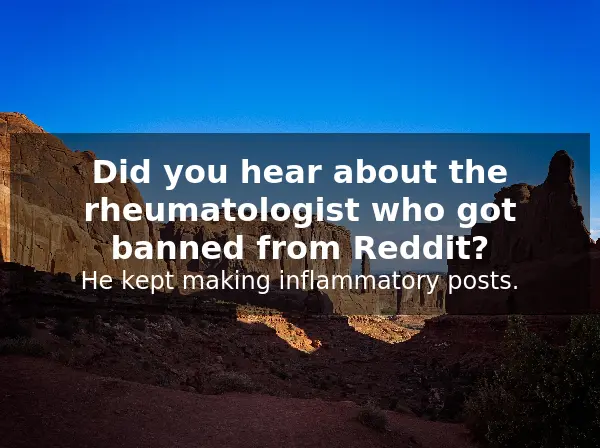 Did you hear about the
rheumatologist who got
banned from Reddit?
He kept making inflammatory posts.